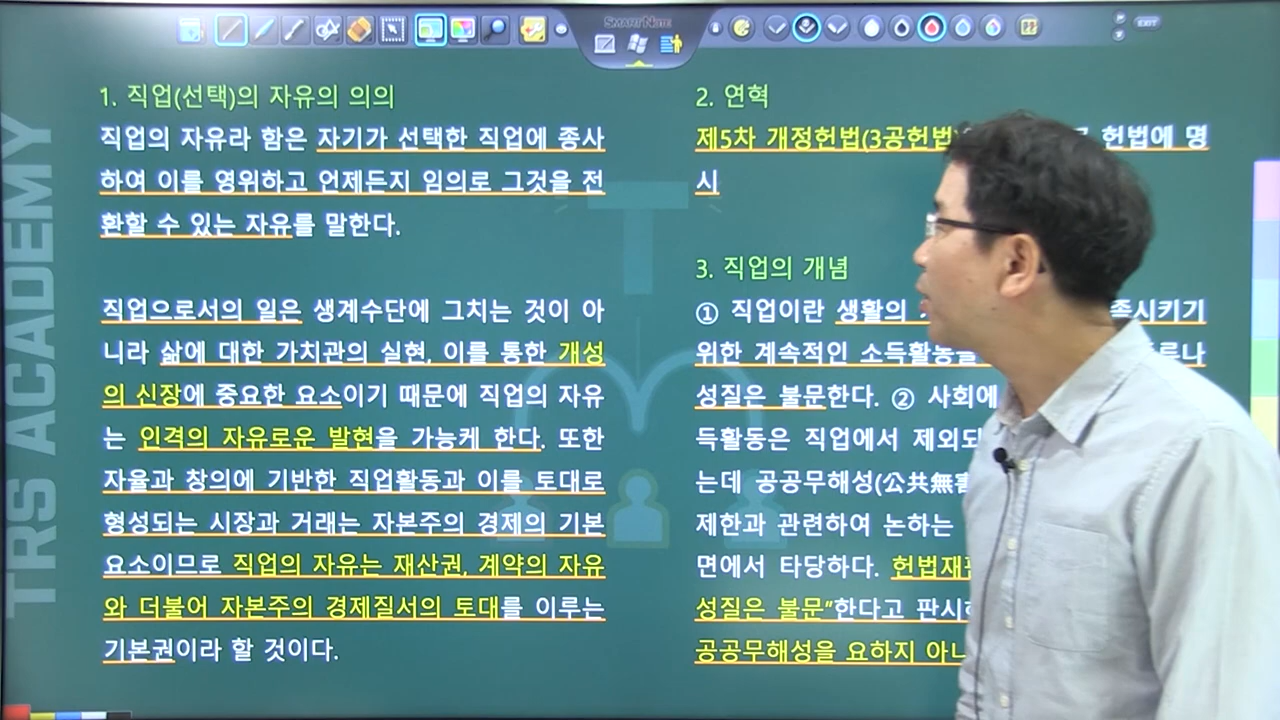 SMARTNOTE
EXIT
TRS ACADEMY
1. 직업(선택)의 자유의 의의
직업의 자유라 함은 자기가 선택한 직업에 종사
하여 이를 영위하고 언제든지 임의로 그것을 전
환할 수 있는 자유를 말한다.
직업으로서의 일은 생계수단에 그치는 것이 아
니라 삶에 대한 가치관의 실현, 이를 통한 개성
의 신장에 중요한 요소이기 때문에 직업의 자유
는 인격의 자유로운 발현을 가능케 한다. 또한
자율과 창의에 기반한 직업활동과 이를 토대로
형성되는 시장과 거래는 자본주의 경제의 기본
요소이므로 직업의 자유는 재산권, 계약의 자유
와 더불어 자본주의 경제질서의 토대를 이루는
기본권이라 할 것이다.
2. 연혁
제5차 개정헌법(3공헌법) 헌법에 명
시
3. 직업의 개념
① 직업이란 생활의 족시키기
위한 계속적인 소득활동을
성질은 불문한다. ② 사회에
득활동은 직업에서 제외되
는데 공공무해성(公共無害
제한과 관련하여 논하는
면에서 타당하다. 헌법재판
성질은 불문"한다고 판시하
공공무해성을 요하지 아니